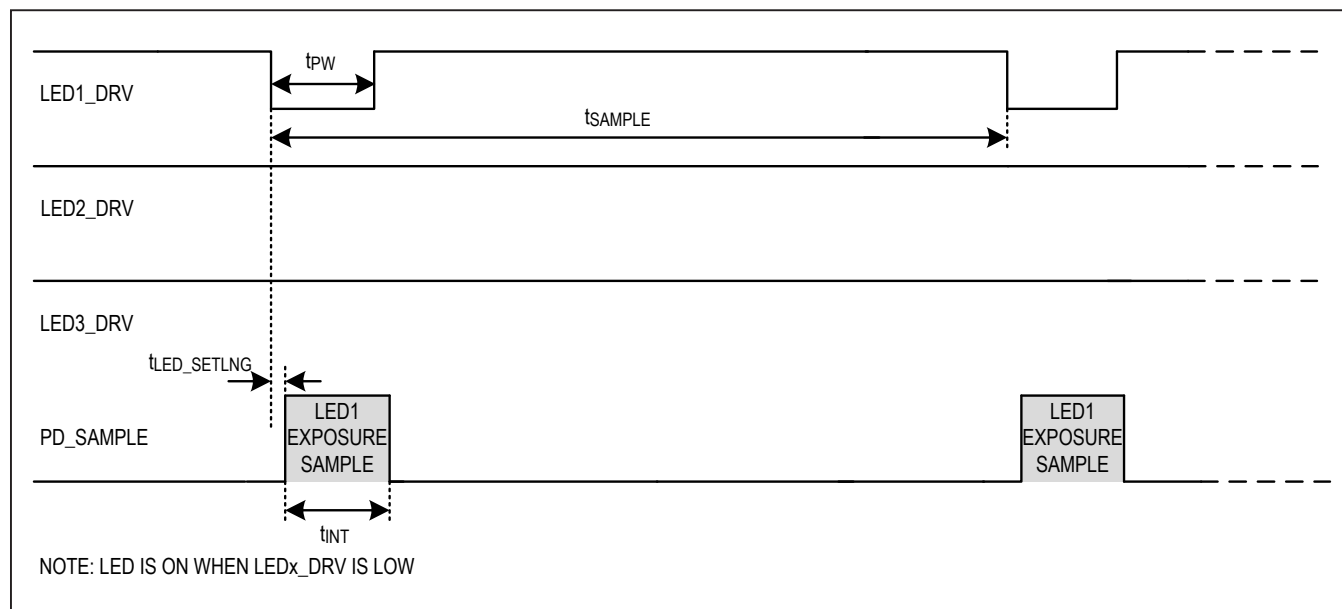 tPW
LED1_DRV
tSAMPLE
LED2_DRV
LED3_DRV
tLED_SETLNG
PD_SAMPLE
LED1
EXPOSURE
SAMPLE
LED1
EXPOSURE
SAMPLE
tINT
NOTE: LED IS ON WHEN LEDx_DRV IS LOW